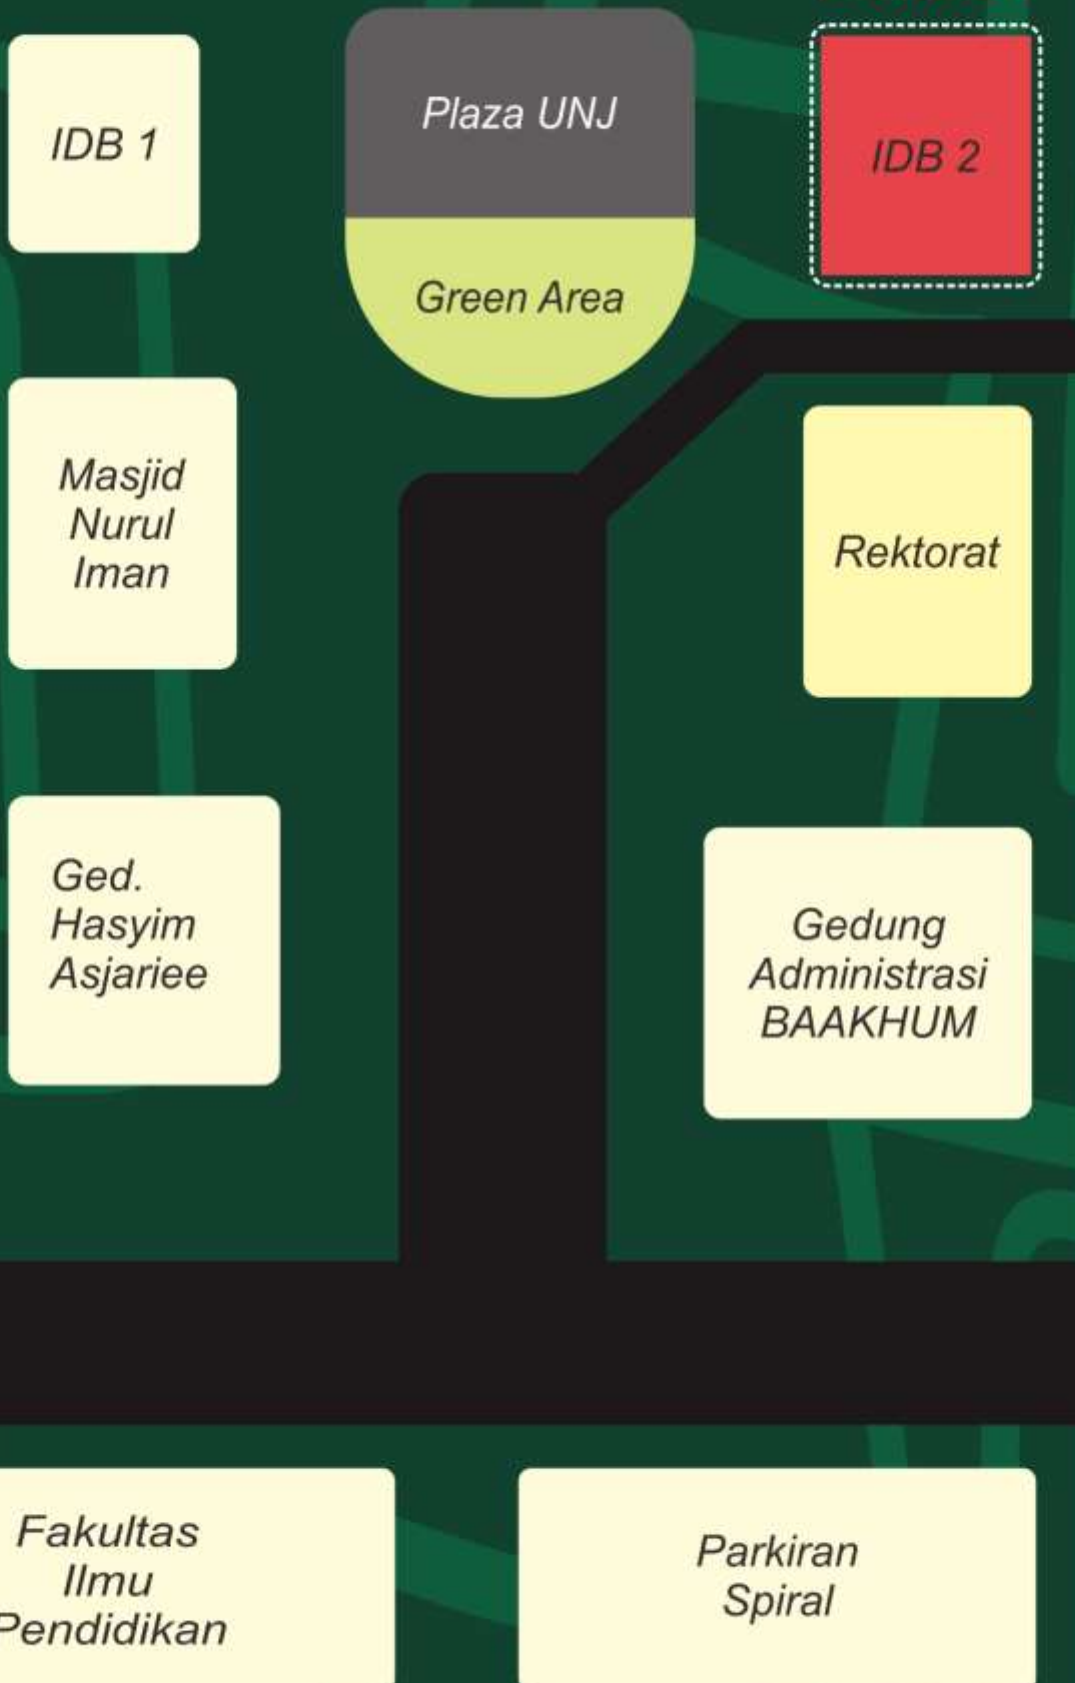 IDB 1
Plaza UNJ
IDB 2
Green Area
Masjid
Nurul
Iman
Rektorat
Ged.
Hasyim
Asjariee
Gedung
Administrasi
BAAKHUM
Fakultas
Ilmu
Pendidikan
Parkiran
Spiral